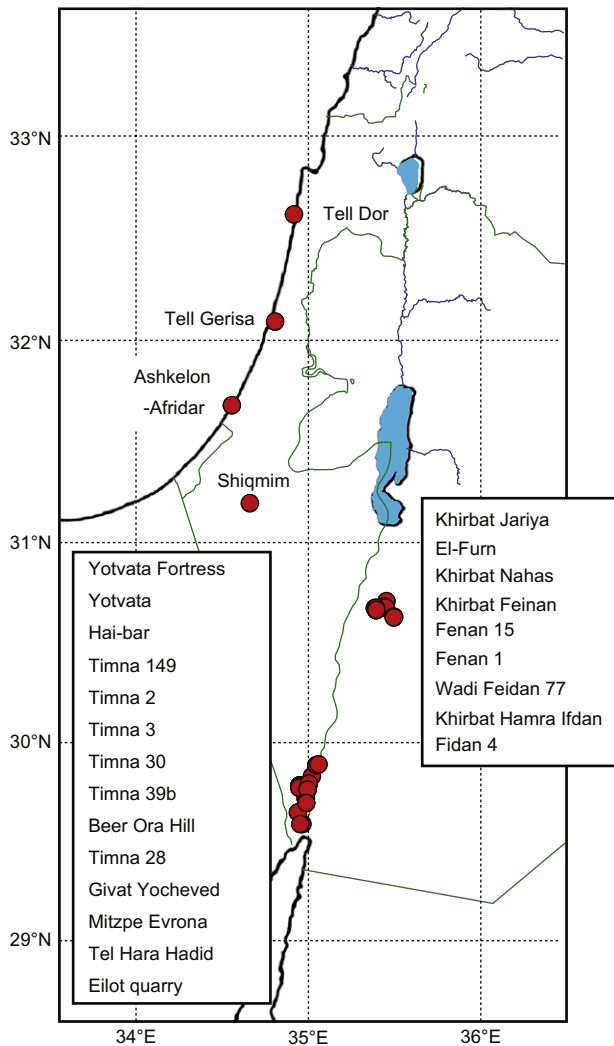 33°N
Tell Dor
Tell Gerisa
32°N
Ashkelon
-Afridar
Shiqmim
31°N
Khirbat Jariya
El-Furn
Khirbat Nahas
Khirbat Feinan
Fenan 15
Fenan 1
Wadi Feidan 77
Khirbat Hamra Ifdan
Fidan 4
Yotvata Fortress
Yotvata
Hai-bar
Timna 149
Timna 2
Timna 3
Timna 30
Timna 39b
Beer Ora Hill
Timna 28
Givat Yocheved
Mitzpe Evrona
Tel Hara Hadid
Eilot quarry
30°N
29°N
34°E
35°E
36°E